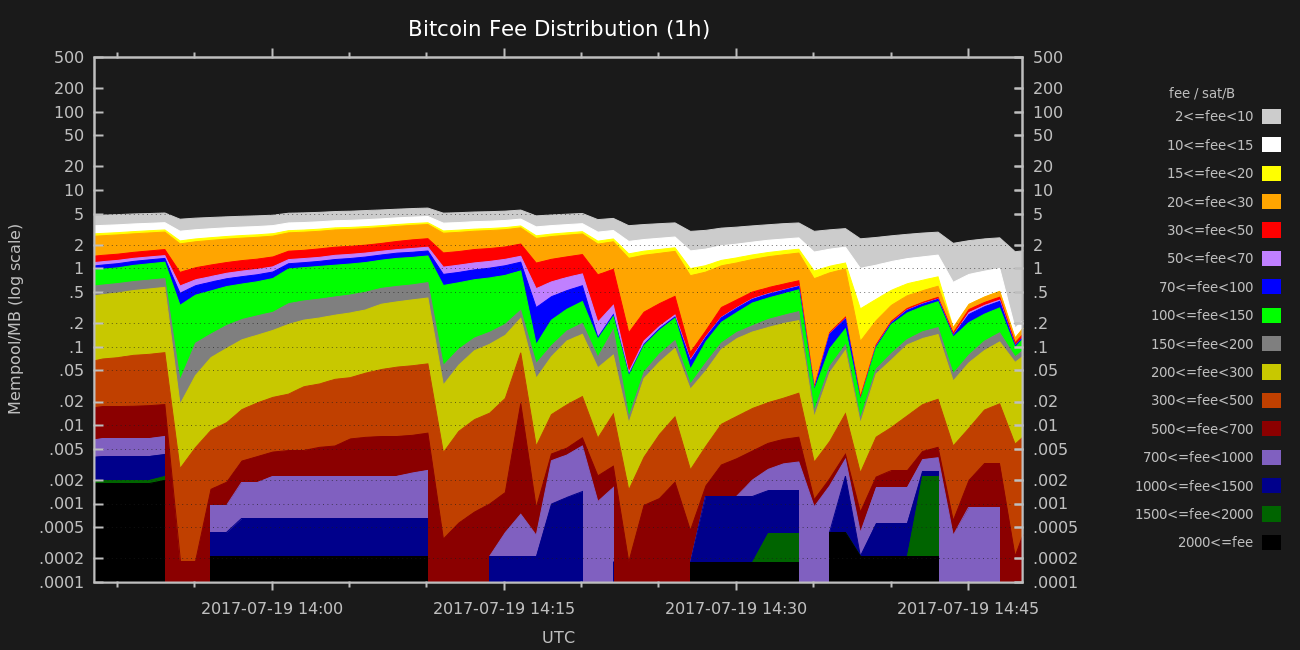 Bitcoin Fee Distribution (1h)
500 500
200 200
100 100
50 50
20 20
10 10
5 5
2 2
1 1
.5 .5
.2 .2
.1 .1
.05 .05
.02 .02
.01 .01
.005 .005
.002 .002
.001 .001
.0005 .0005
.0002 .0002
.0001 .0001
Mempool/MB (log scale)
2017-07-19 14:00 2017-07-19 14:15 2017-07-19 14:30 2017-07-19 14:45
UTC
fee / sat/B
2<=fee<10
10<=fee<15
15<=fee<20
20<=fee<30
30<=fee<50
50<=fee<70
70<=fee<100
100<=fee<150
150<=fee<200
200<=fee<300
300<=fee<500
500<=fee<700
700<=fee<1000
1000<=fee<1500
1500<=fee<2000
2000<=fee